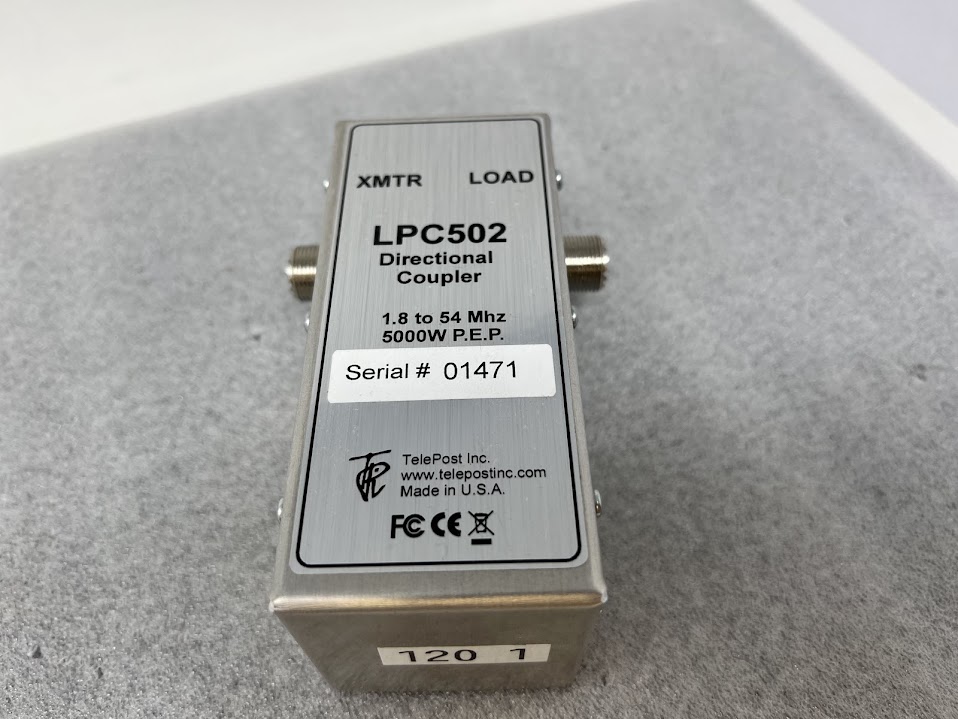 XMTR LOAD
LPC502
Directional
Coupler
1.8 to 54 Mhz
5000W P.E.P.
Serial # 01471
TelePost Inc.
www.telepostinc.com
Made in U.S.A.
FC CE
120 1